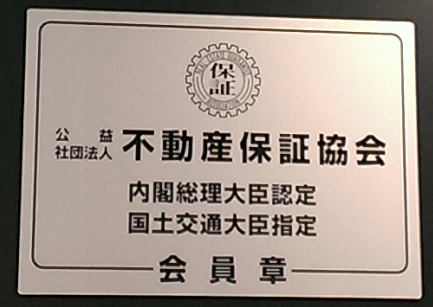 保証
公益
社団法人 不動産保証協会
内閣総理大臣認定
国土交通大臣指定
会員章